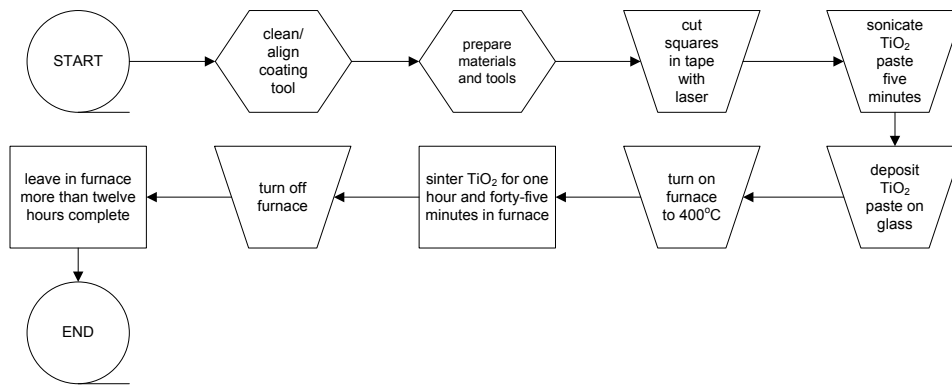 START
clean/
align
coating
tool
prepare
materials
and tools
cut
squares
in tape
with
laser
sonicate
TiO₂
paste
five
minutes
deposit
TiO₂
paste on
glass
turn on
furnace
to 400°C
sinter TiO₂ for one
hour and forty-five
minutes in furnace
turn off
furnace
leave in furnace
more than twelve
hours complete
END